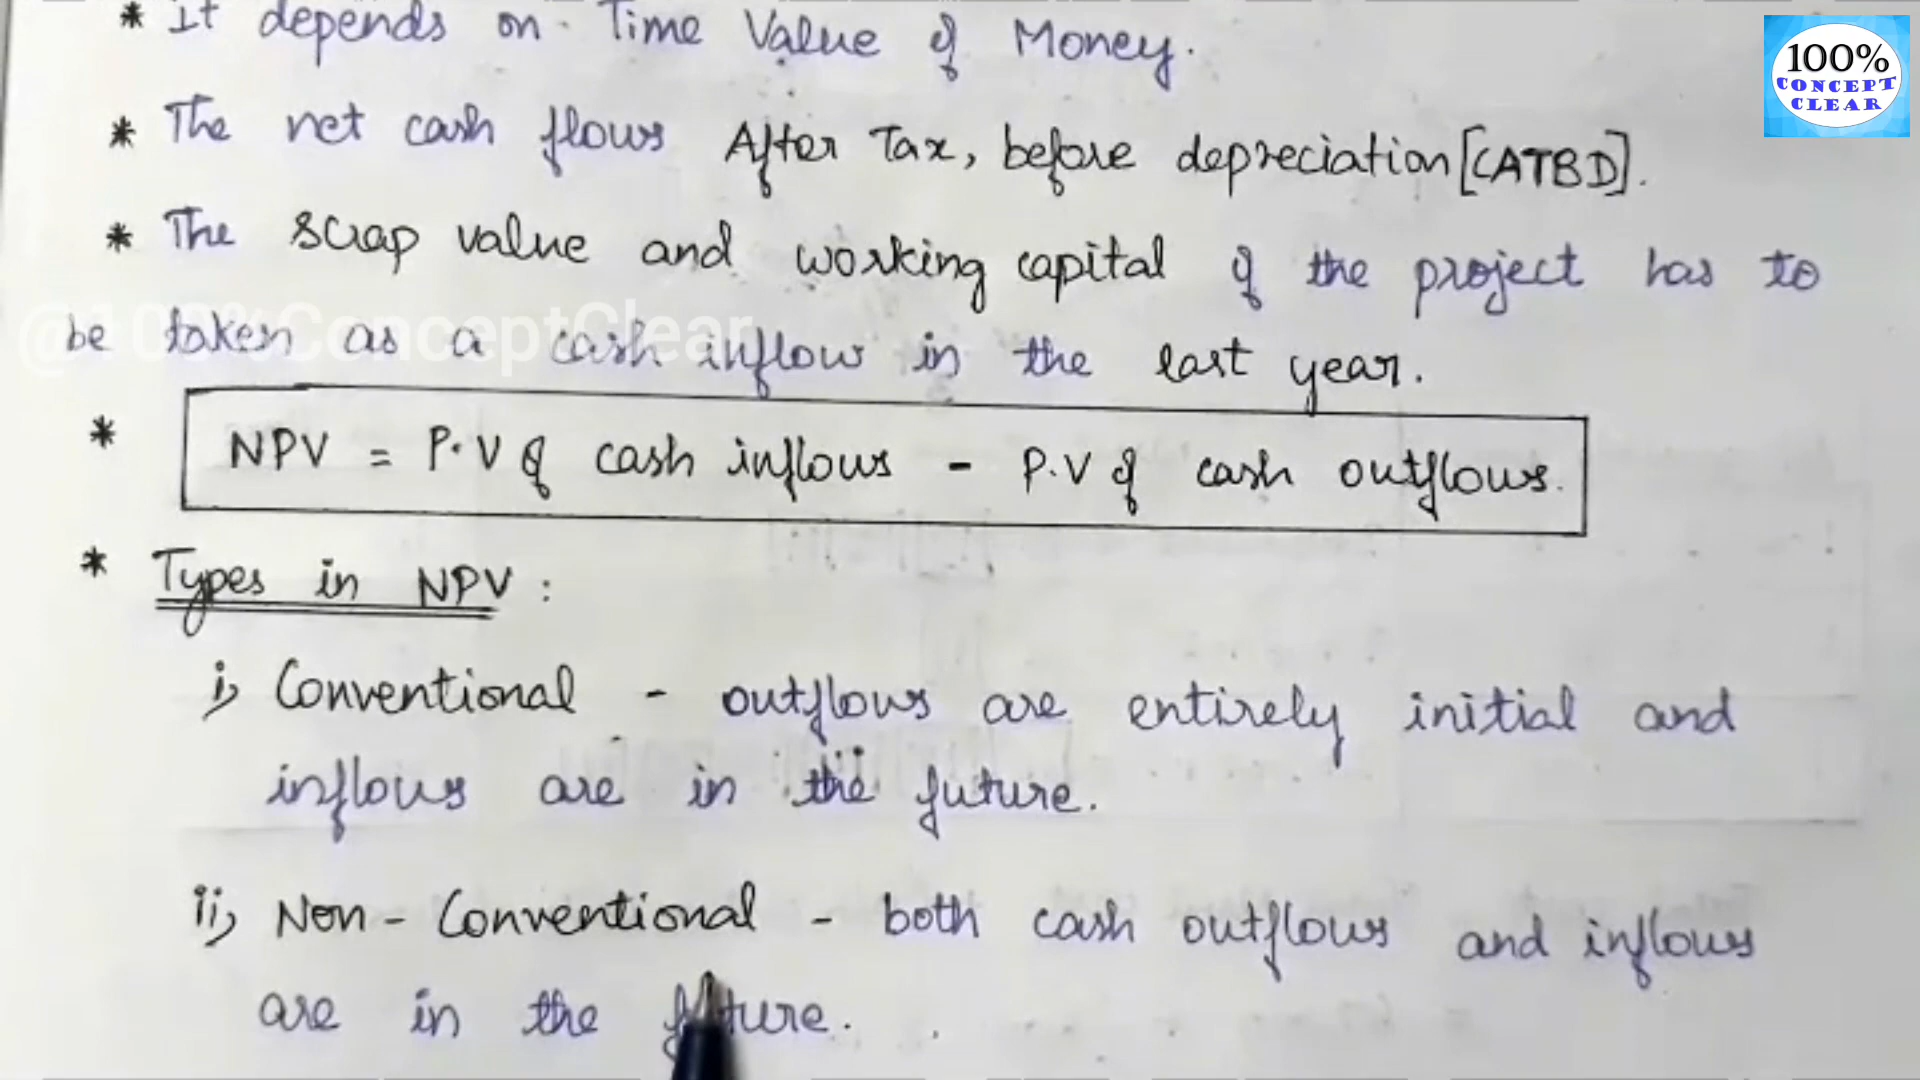 * It depends on Time Value of Money.
* The net cash flows After Tax, before depreciation [CATBD].
* The scrap value and working capital of the project has to
be taken as a cash inflow in the last year.
* NPV = P.V of cash inflows - P.V of cash outflows.
* Types in NPV :
i) Conventional - outflows are entirely initial and
inflows are in the future.
ii) Non-Conventional - both cash outflows and inflows
are in the future.
100%
CONCEPT
CLEAR
@100%ConceptClear